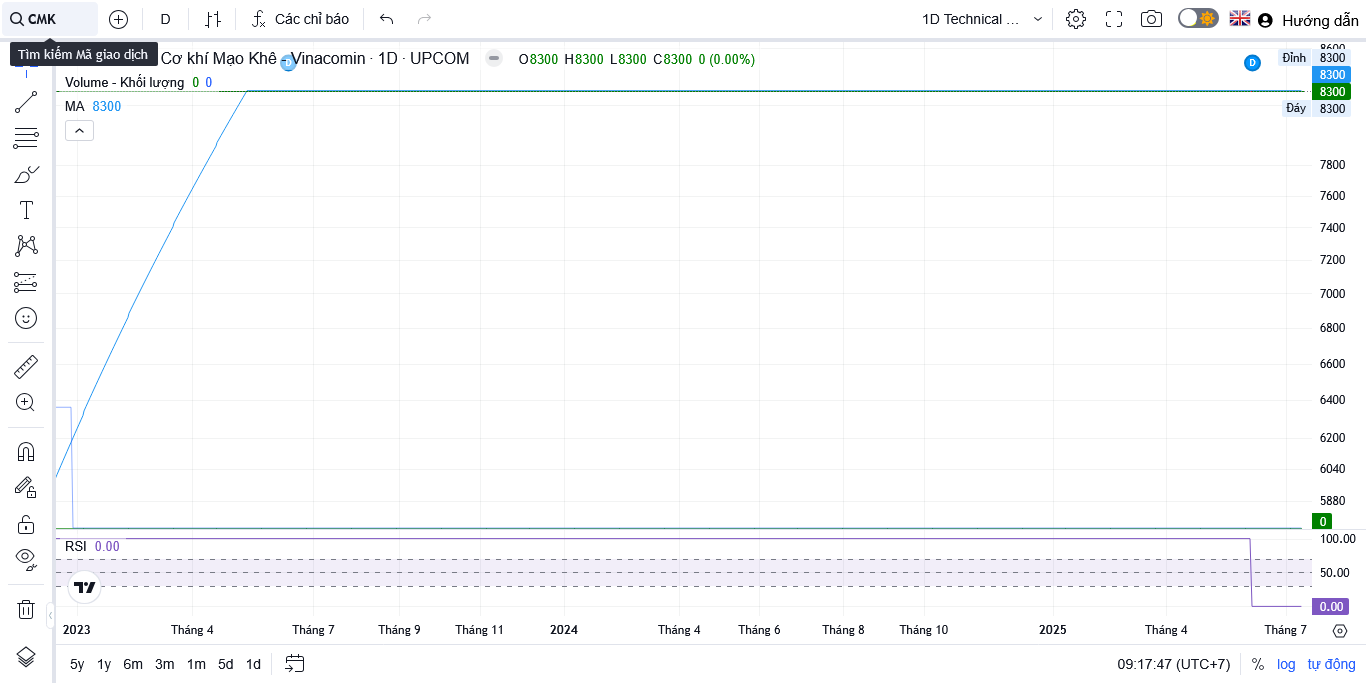 CMK D Các chỉ báo 1D Technical ... Hướng dẫn
Tìm kiếm Mã giao dịch
Cơ khí Mạo Khê - Vinacomin · 1D · UPCOM O8300 H8300 L8300 C8300 0 (0.00%)
Volume - Khối lượng 0 0
MA 8300
D
D
8600
Đỉnh 8300
8300
8300
Đáy 8300
7800
7600
7400
7200
7000
6800
6600
6400
6200
6040
5880
0
RSI 0.00
100.00
50.00
0.00
2023 Tháng 4 Tháng 7 Tháng 9 Tháng 11 2024 Tháng 4 Tháng 6 Tháng 8 Tháng 10 2025 Tháng 4 Tháng 7
5y 1y 6m 3m 1m 5d 1d 09:17:47 (UTC+7) % log tự động